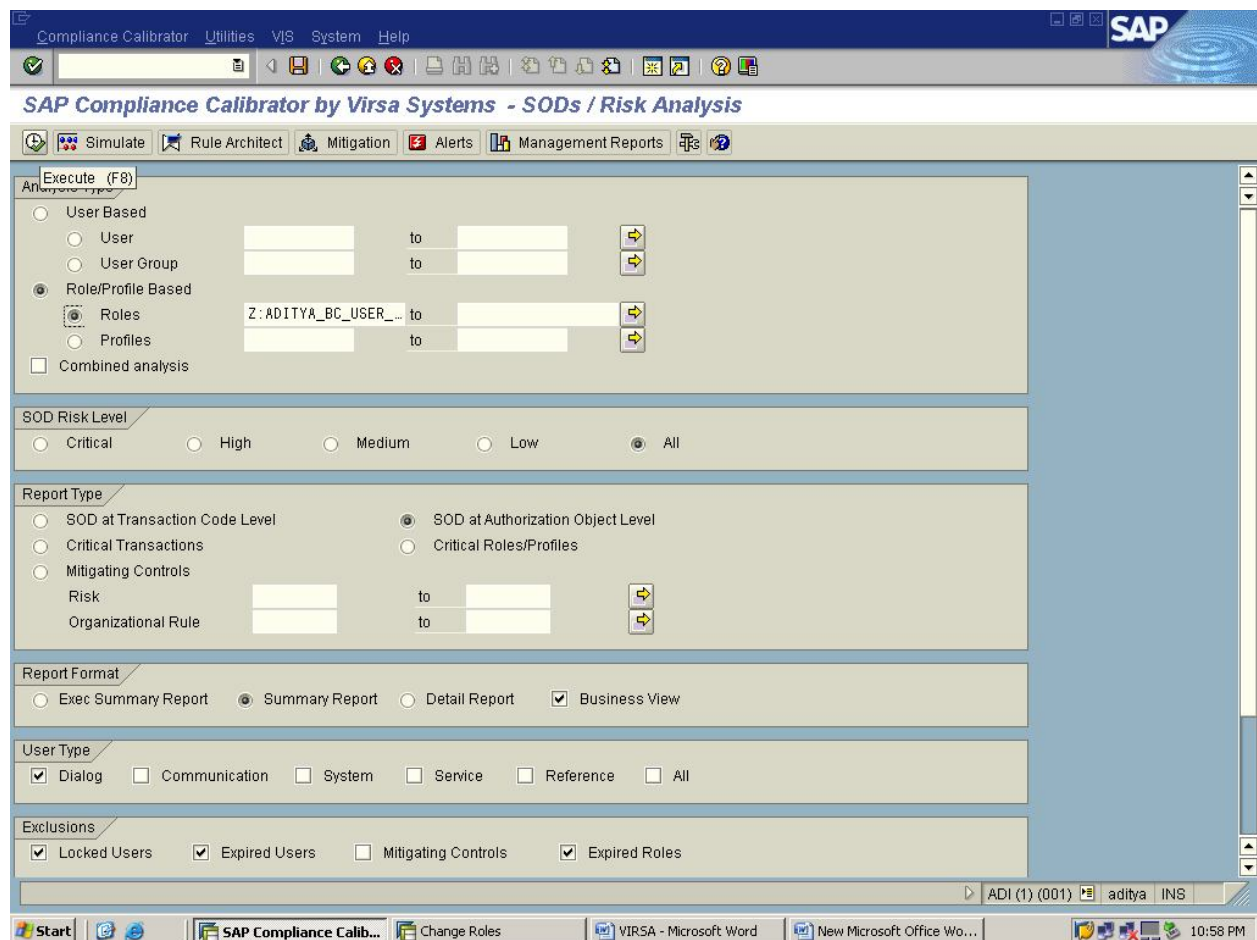 Compliance Calibrator Utilities VIS System Help
SAP
SAP Compliance Calibrator by Virsa Systems - SODs / Risk Analysis
Simulate Rule Architect Mitigation Alerts Management Reports
Execute (F8)
User Based
User to
User Group to
Role/Profile Based
Roles Z:ADITYA_BC_USER_... to
Profiles to
Combined analysis
SOD Risk Level
Critical High Medium Low All
Report Type
SOD at Transaction Code Level SOD at Authorization Object Level
Critical Transactions Critical Roles/Profiles
Mitigating Controls
Risk to
Organizational Rule to
Report Format
Exec Summary Report Summary Report Detail Report Business View
User Type
Dialog Communication System Service Reference All
Exclusions
Locked Users Expired Users Mitigating Controls Expired Roles
ADI (1) (001) aditya INS
Start SAP Compliance Calib... Change Roles VIRSA - Microsoft Word New Microsoft Office Wo... 10:58 PM